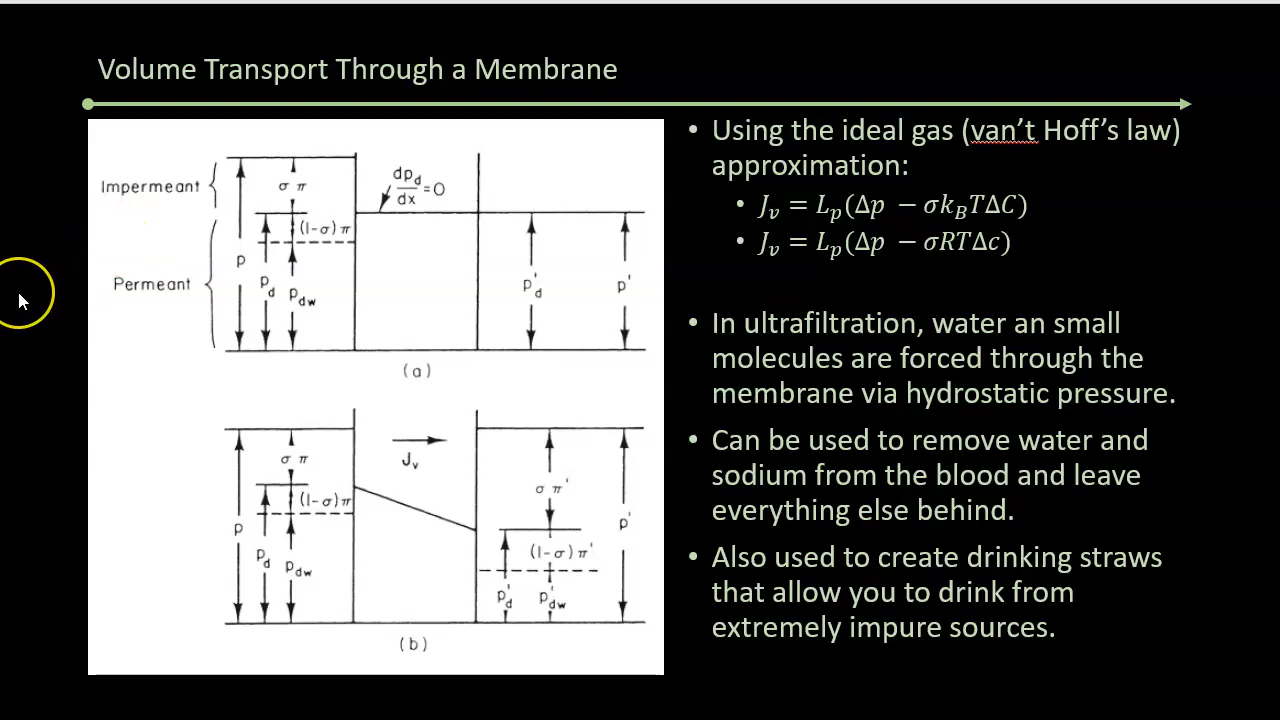 Volume Transport Through a Membrane
Impermeant
σ π
dp_d/dx = 0
(1-σ)π
p
Permeant
p_d
p_dw
p'_d
p'
(a)
σ π
J_v
(1-σ)π
σ π'
p
p'
(1-σ)π'
p_d
p_dw
p'_d
p'_dw
(b)
• Using the ideal gas (van't Hoff's law)
approximation:
• J_v = L_p(Δp − σk_BTΔC)
• J_v = L_p(Δp − σRTΔc)
• In ultrafiltration, water an small
molecules are forced through the
membrane via hydrostatic pressure.
• Can be used to remove water and
sodium from the blood and leave
everything else behind.
• Also used to create drinking straws
that allow you to drink from
extremely impure sources.